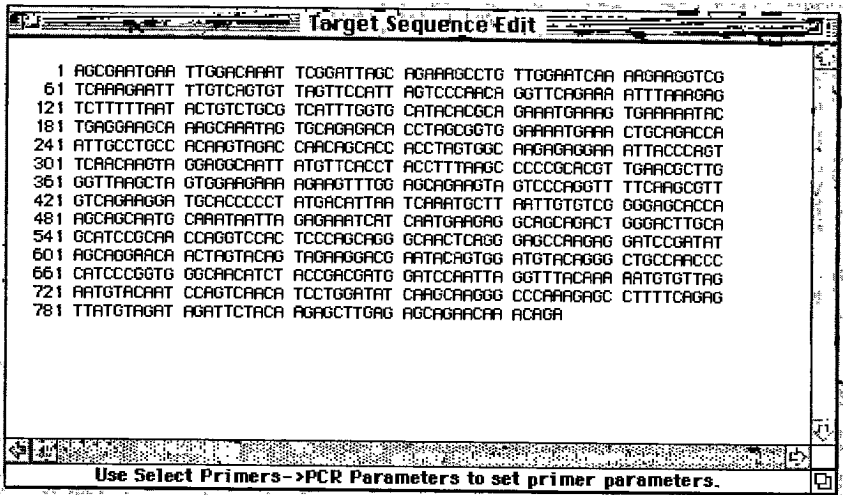 Target Sequence Edit
1 AGCGAATGAA TTGGACAAAT TCGGATTAGC AGAAAGCCTG TTGGAATCAA AAGAAGGTCG
61 TCAAAGAATT TTGTCAGTGT TAGTTCCATT AGTCCCAACA GGTTCAGAAA ATTTAAAGAG
121 TCTTTTTAAT ACTGTCTGCG TCATTTGGTG CATACACGCA GAAATGAAAG TGAAAAATAC
181 TGAGGAAGCA AAGCAAATAG TGCAGAGACA CCTAGCGGTG GAAAATGAAA CTGCAGACCA
241 ATTGCCTGCC ACAAGTAGAC CAACAGCACC ACCTAGTGGC AAGAGAGGAA ATTACCCAGT
301 TCAACAAGTA GGAGGCAATT ATGTTCACCT ACCTTTAAGC CCCCGCACGT TGAACGCTTG
361 GGTTAAGCTA GTGGAAGAAA AGAAGTTTGG AGCAGAAGTA GTCCCAGGTT TTCAAGCGTT
421 GTCAGAAGGA TGCACCCCCT ATGACATTAA TCAAATGCTT AATTGTGTCG GGGAGCACCA
481 AGCAGCAATG CAAATAATTA GAGAAATCAT CAATGAAGAG GCAGCAGACT GGGACTTGCA
541 GCATCCGCAA CCAGGTCCAC TCCCAGCAGG GCAACTCAGG GAGCCAAGAG GATCCGATAT
601 AGCAGGAACA ACTAGTACAG TAGAAGGACG AATACAGTGG ATGTACAGGG CTGCCAACCC
661 CATCCCGGTG GGCAACATCT ACCGACGATG GATCCAATTA GGTTTACAAA AATGTGTTAG
721 AATGTACAAT CCAGTCAACA TCCTGGATAT CAAGCAAGGG CCCAAAGAGC CTTTTCAGAG
781 TTATGTAGAT AGATTCTACA AGAGCTTGAG AGCAGAACAA ACAGA
Use Select Primers->PCR Parameters to set primer parameters.